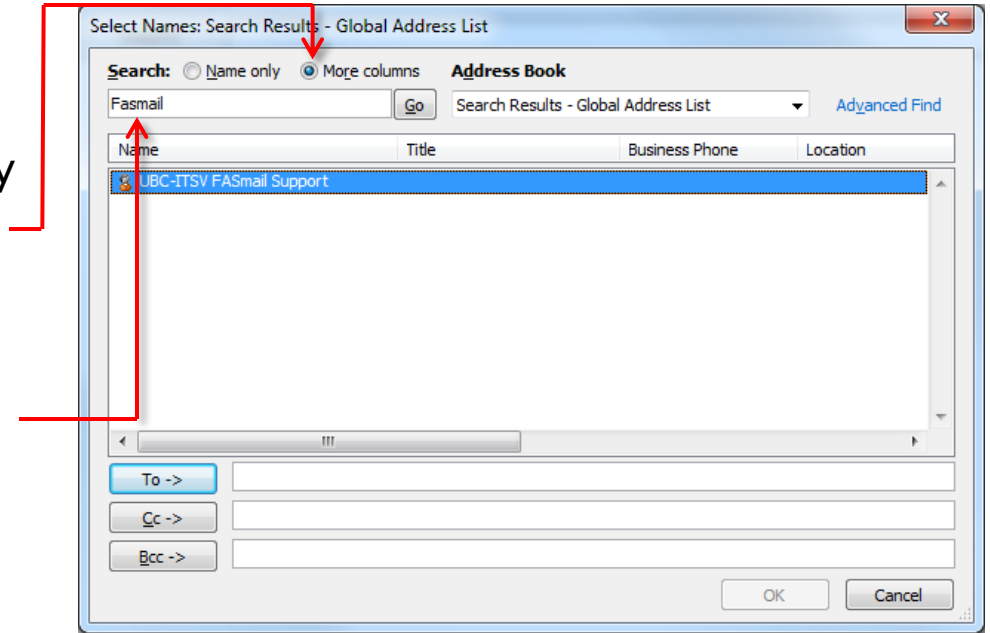 Select Names: Search Results - Global Address List
Search: Name only More columns Address Book
Fasmail Go Search Results - Global Address List Advanced Find
Name Title Business Phone Location
UBC-ITSV FASmail Support
y
To ->
Cc ->
Bcc ->
OK Cancel